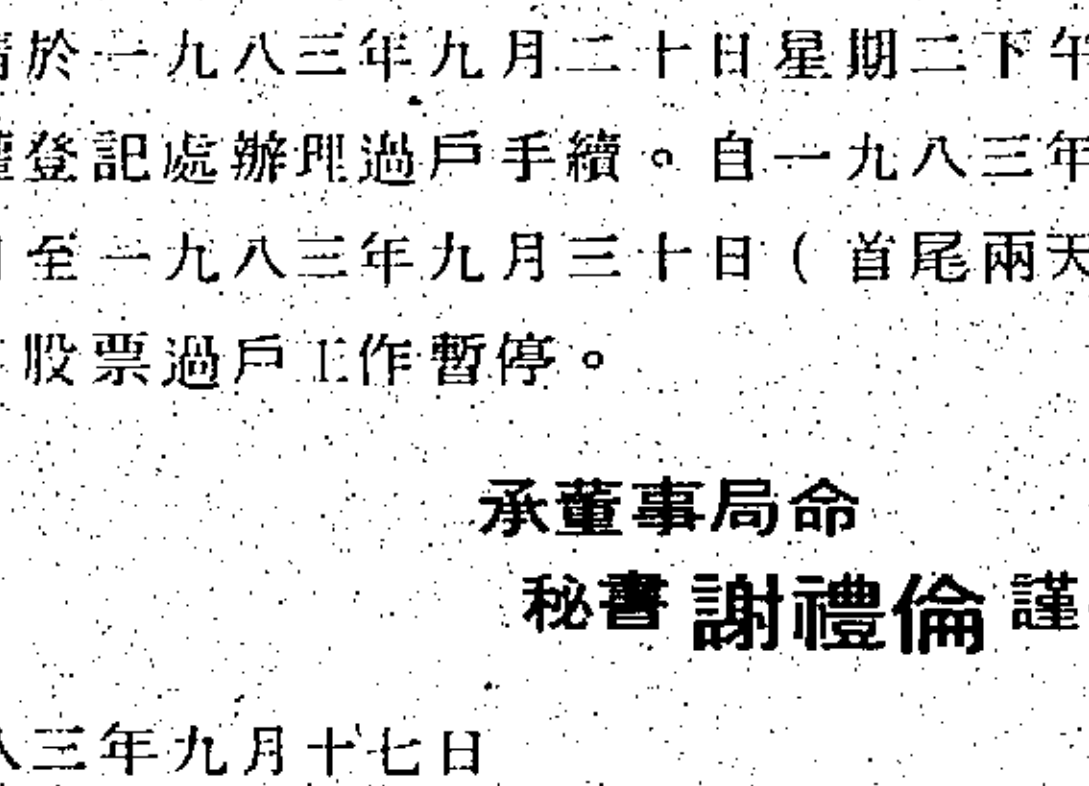 於一九八三年九月二十日星期二下午
登記處辦理過戶手續。自一九八三年
至一九八三年九月三十日(首尾兩天
股票過戶工作暫停。
承董事局命
秘書 謝禮倫 謹
八三年九月十七日